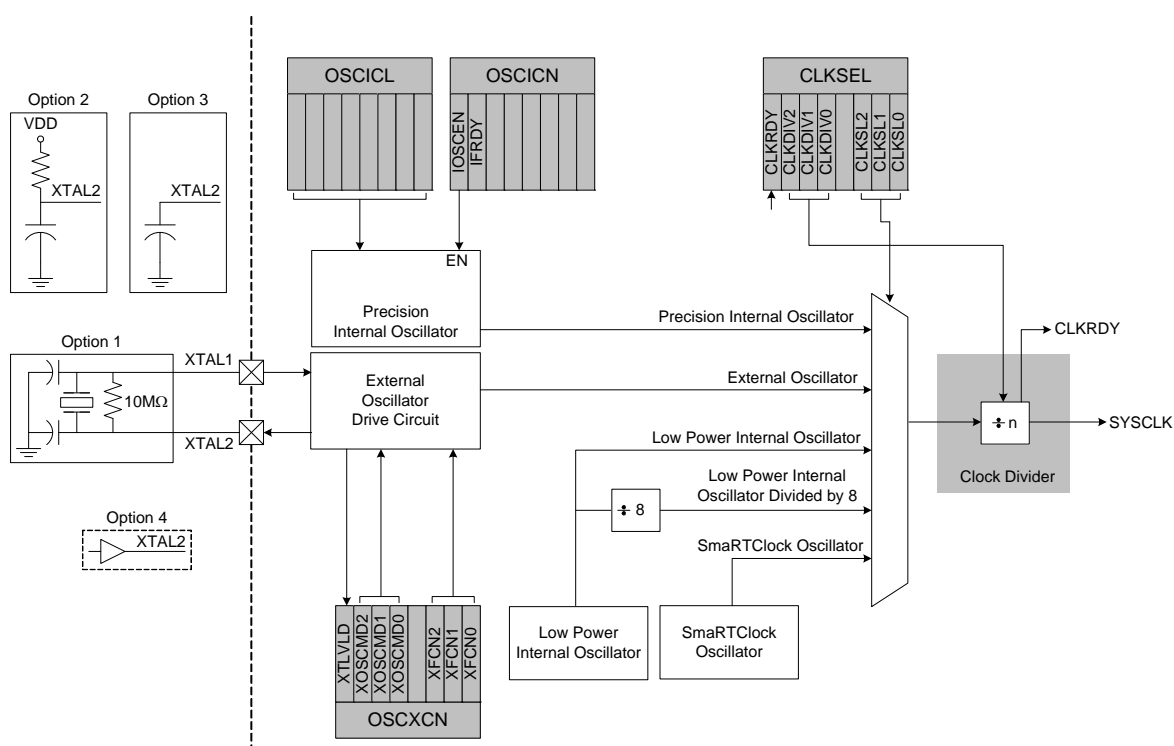 OSCICL
OSCICN
CLKSEL
Option 2
Option 3
VDD
XTAL2
XTAL2
IOSCEN
IFRDY
CLKRDY
CLKDIV2
CLKDIV1
CLKDIV0
CLKSL2
CLKSL1
CLKSL0
EN
Precision
Internal Oscillator
Precision Internal Oscillator
CLKRDY
Option 1
XTAL1
10MΩ
XTAL2
External
Oscillator
Drive Circuit
External Oscillator
÷ n
SYSCLK
Clock Divider
Low Power Internal Oscillator
Low Power Internal
Oscillator Divided by 8
÷ 8
Option 4
XTAL2
SmaRTClock Oscillator
Low Power
Internal Oscillator
SmaRTClock
Oscillator
XTLVLD
XOSCMD2
XOSCMD1
XOSCMD0
XFCN2
XFCN1
XFCN0
OSCXCN